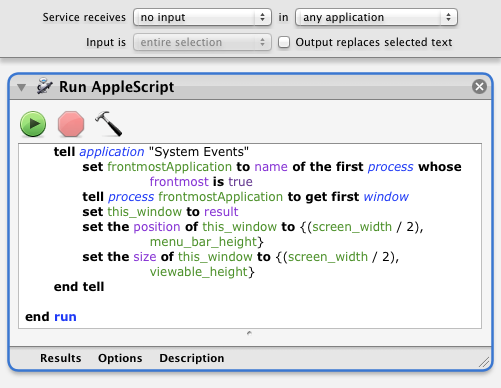 Service receives no input in any application
Input is entire selection Output replaces selected text
Run AppleScript
tell application "System Events"
set frontmostApplication to name of the first process whose
frontmost is true
tell process frontmostApplication to get first window
set this_window to result
set the position of this_window to {(screen_width / 2),
menu_bar_height}
set the size of this_window to {(screen_width / 2),
viewable_height}
end tell
end run
Results Options Description